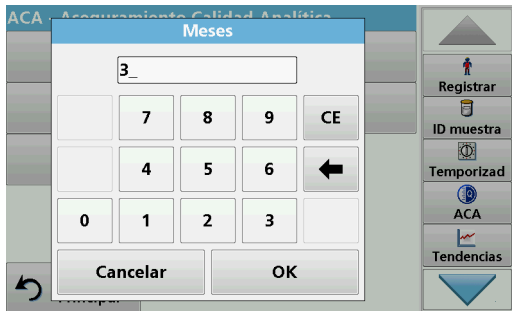 ACA - Aseguramiento Calidad Analítica
Meses
3_
7 8 9 CE
4 5 6
0 1 2 3
Cancelar OK
Principal
Registrar
ID muestra
Temporizad
ACA
Tendencias